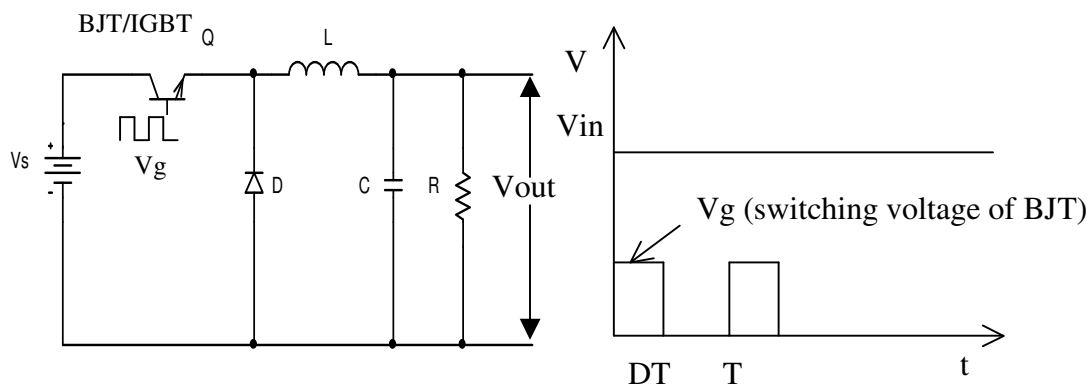 BJT/IGBT Q
L
Vs
+
-
Vg
D
C
R
Vout
V
Vin
Vg (switching voltage of BJT)
DT
T
t